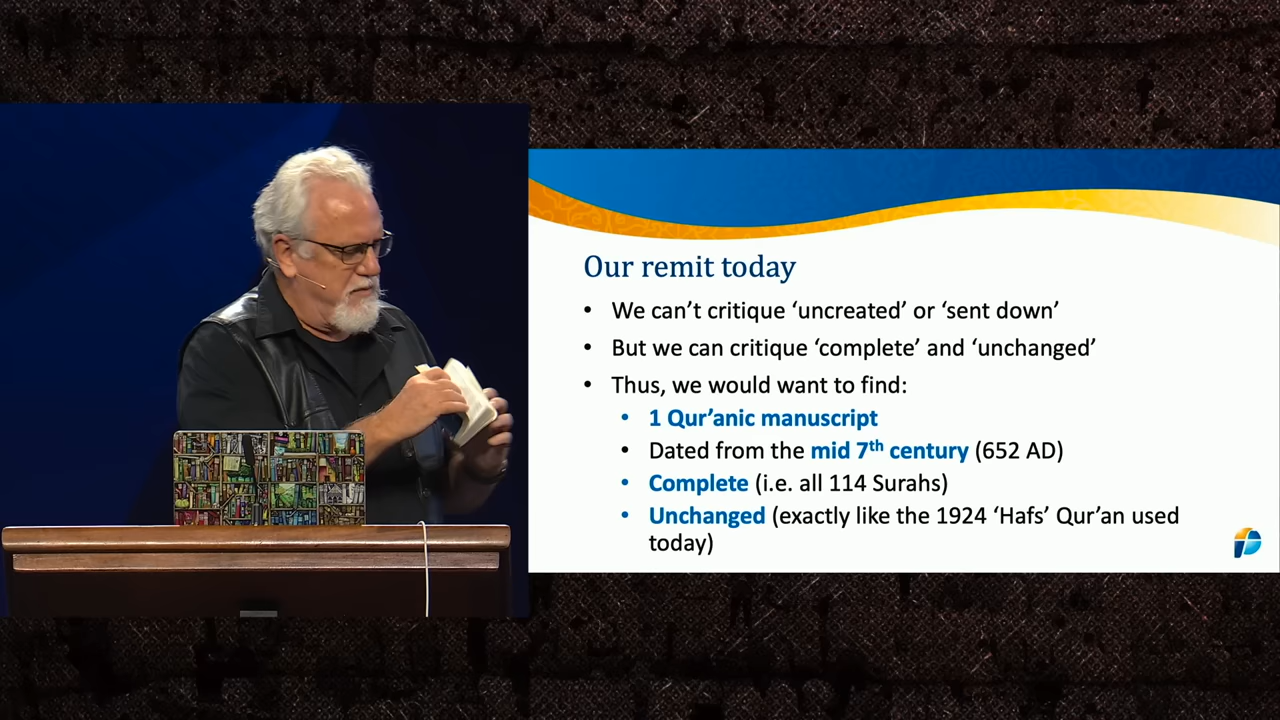 Our remit today
• We can’t critique ‘uncreated’ or ‘sent down’
• But we can critique ‘complete’ and ‘unchanged’
• Thus, we would want to find:
• 1 Qur’anic manuscript
• Dated from the mid 7th century (652 AD)
• Complete (i.e. all 114 Surahs)
• Unchanged (exactly like the 1924 ‘Hafs’ Qur’an used
today)